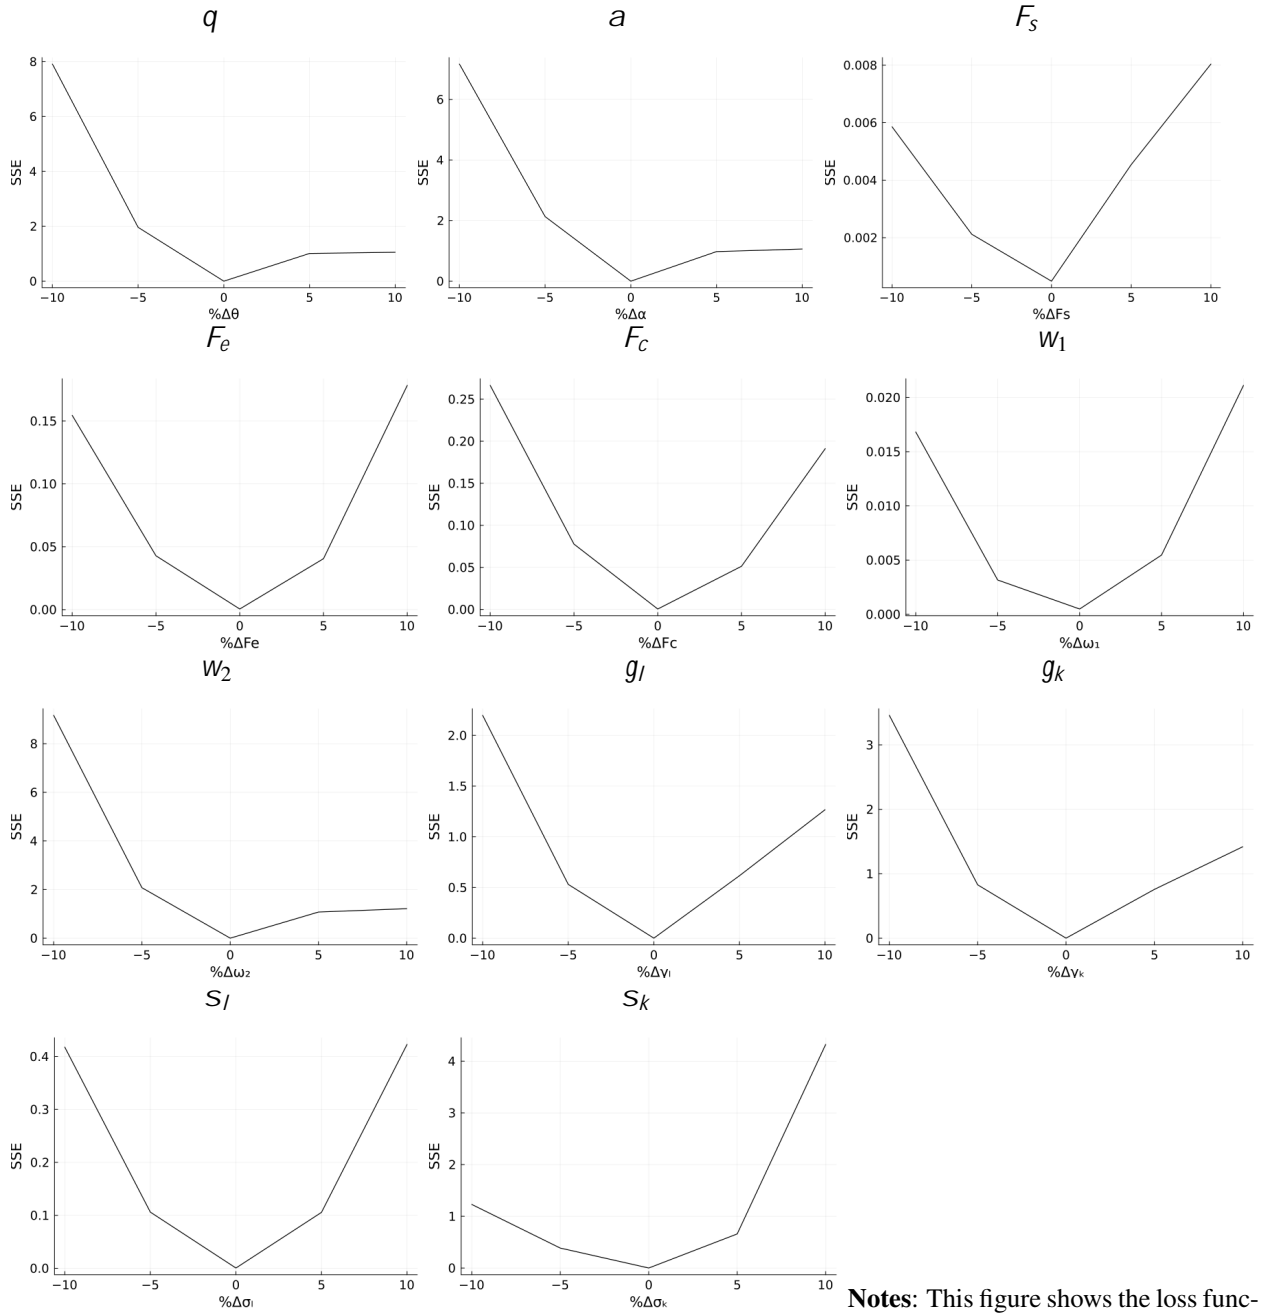 q
a
Fs
8
6
4
2
0
SSE
−10 −5 0 5 10
%Δθ
6
4
2
0
SSE
−10 −5 0 5 10
%Δα
0.008
0.006
0.004
0.002
SSE
−10 −5 0 5 10
%ΔFs
Fe
Fc
w1
0.15
0.10
0.05
0.00
SSE
−10 −5 0 5 10
%ΔFe
0.25
0.20
0.15
0.10
0.05
0.00
SSE
−10 −5 0 5 10
%ΔFc
0.020
0.015
0.010
0.005
0.000
SSE
−10 −5 0 5 10
%Δω₁
w2
gl
gk
8
6
4
2
0
SSE
−10 −5 0 5 10
%Δω₂
2.0
1.5
1.0
0.5
0.0
SSE
−10 −5 0 5 10
%Δγₗ
3
2
1
0
SSE
−10 −5 0 5 10
%Δγₖ
sl
sk
0.4
0.3
0.2
0.1
0.0
SSE
−10 −5 0 5 10
%Δσₗ
4
3
2
1
0
SSE
−10 −5 0 5 10
%Δσₖ
Notes: This figure shows the loss func-